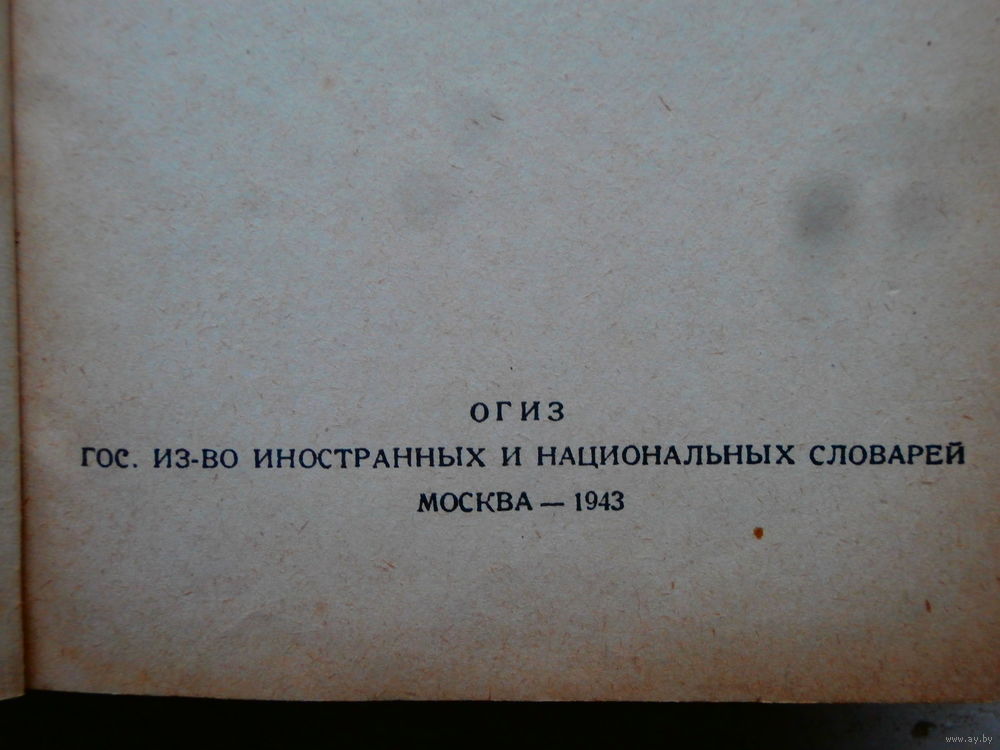 ОГИЗ
ГОС. ИЗ-ВО ИНОСТРАННЫХ И НАЦИОНАЛЬНЫХ СЛОВАРЕЙ
МОСКВА — 1943
www.ay.by